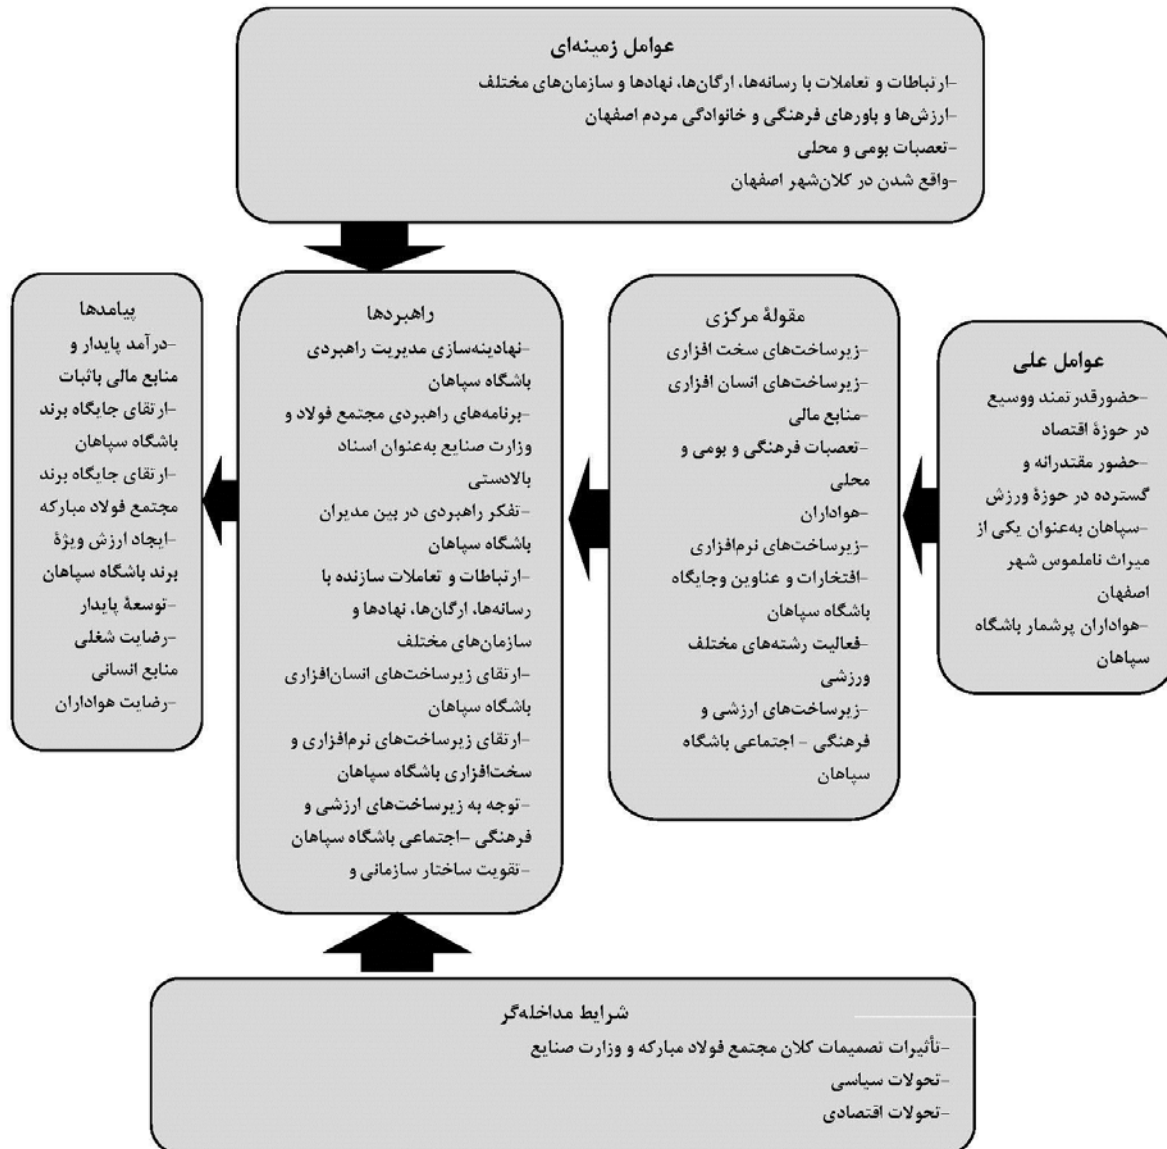 عوامل زمینه‌ای
-ارتباطات و تعاملات با رسانه‌ها، ارگان‌ها، نهادها و سازمان‌های مختلف
-ارزش‌ها و باورهای فرهنگی و خانوادگی مردم اصفهان
-تعصبات بومی و محلی
-واقع شدن در کلان‌شهر اصفهان
عوامل علی
-حضورقدرتمند ووسیع
در حوزهٔ اقتصاد
-حضور مقتدرانه و
گسترده در حوزهٔ ورزش
-سپاهان به‌عنوان یکی از
میراث ناملموس شهر
اصفهان
-هواداران پرشمار باشگاه
سپاهان
مقولهٔ مرکزی
-زیرساخت‌های سخت افزاری
-زیرساخت‌های انسان افزاری
-منابع مالی
-تعصبات فرهنگی و بومی و
محلی
-هواداران
-زیرساخت‌های نرم‌افزاری
-افتخارات و عناوین وجایگاه
باشگاه سپاهان
-فعالیت رشته‌های مختلف
ورزشی
-زیرساخت‌های ارزشی و
فرهنگی - اجتماعی باشگاه
سپاهان
راهبردها
-نهادینه‌سازی مدیریت راهبردی
باشگاه سپاهان
-برنامه‌های راهبردی مجتمع فولاد و
وزارت صنایع به‌عنوان اسناد
بالادستی
-تفکر راهبردی در بین مدیران
باشگاه سپاهان
-ارتباطات و تعاملات سازنده با
رسانه‌ها، ارگان‌ها، نهادها و
سازمان‌های مختلف
-ارتقای زیرساخت‌های انسان‌افزاری
باشگاه سپاهان
-ارتقای زیرساخت‌های نرم‌افزاری و
سخت‌افزاری باشگاه سپاهان
-توجه به زیرساخت‌های ارزشی و
فرهنگی -اجتماعی باشگاه سپاهان
-تقویت ساختار سازمانی و
پیامدها
-درآمد پایدار و
منابع مالی باثبات
-ارتقای جایگاه برند
باشگاه سپاهان
-ارتقای جایگاه برند
مجتمع فولاد مبارکه
-ایجاد ارزش ویژهٔ
برند باشگاه سپاهان
-توسعهٔ پایدار
-رضایت شغلی
منابع انسانی
-رضایت هواداران
شرایط مداخله‌گر
-تأثیرات تصمیمات کلان مجتمع فولاد مبارکه و وزارت صنایع
-تحولات سیاسی
-تحولات اقتصادی